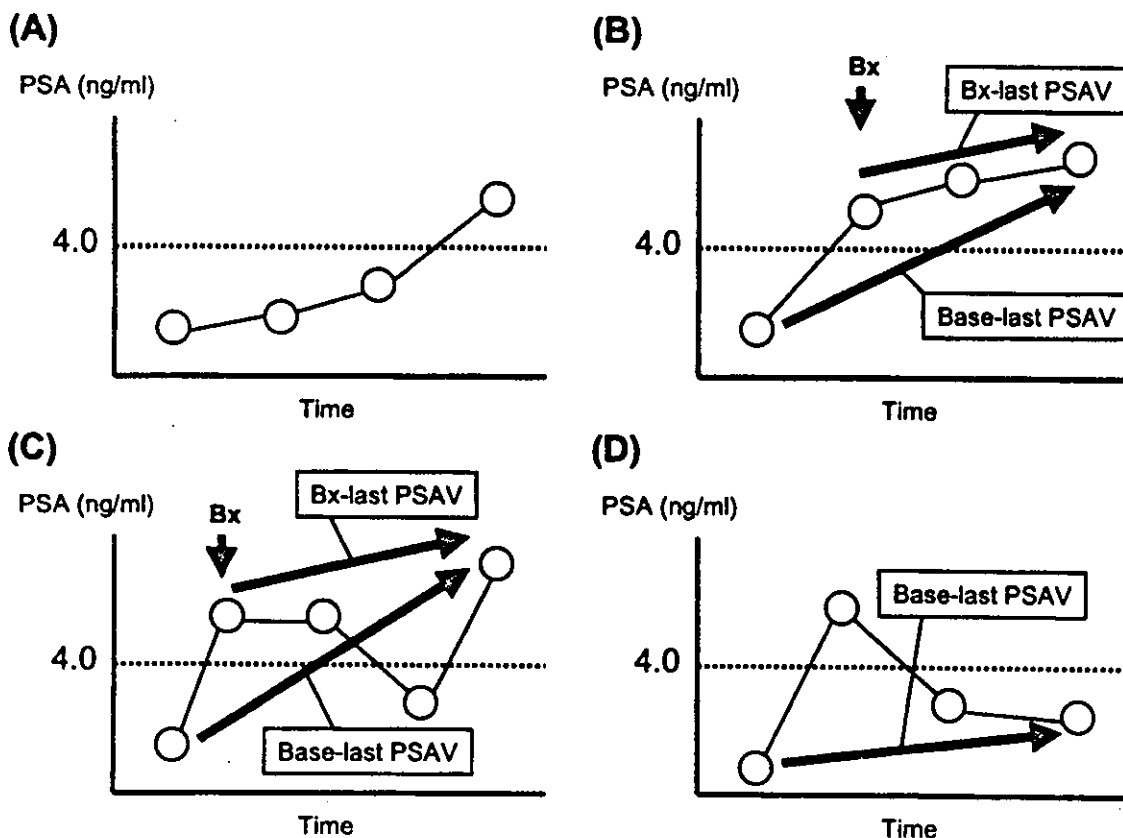 (A)
PSA (ng/ml)
4.0
Time
(B)
PSA (ng/ml)
Bx
Bx-last PSAV
4.0
Base-last PSAV
Time
(C)
PSA (ng/ml)
Bx-last PSAV
Bx
4.0
Base-last PSAV
Time
(D)
PSA (ng/ml)
Base-last PSAV
4.0
Time